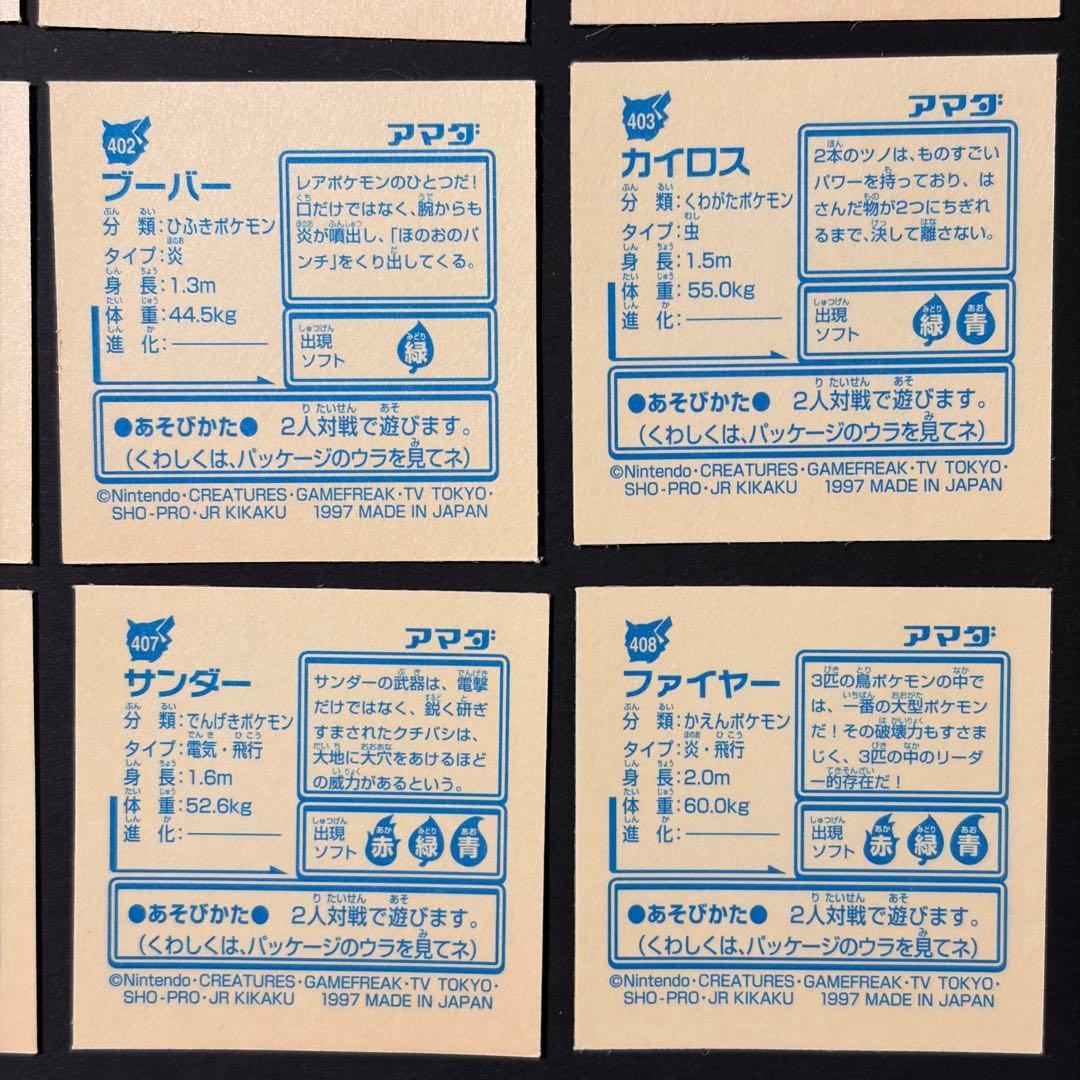 402
アマダ
ブーバー
分類:ひふきポケモン
タイプ:炎
身長:1.3m
体重:44.5kg
進化:
レアポケモンのひとつだ!
口だけではなく、腕からも
炎が噴出し、「ほのおのパ
ンチ」をくり出してくる。
出現
ソフト
緑
●あそびかた● 2人対戦で遊びます。
(くわしくは、パッケージのウラを見てネ)
©Nintendo・CREATURES・GAMEFREAK・TV TOKYO・
SHO-PRO・JR KIKAKU 1997 MADE IN JAPAN
403
アマダ
カイロス
分類:くわがたポケモン
タイプ:虫
身長:1.5m
体重:55.0kg
進化:
2本のツノは、ものすごい
パワーを持っており、は
さんだ物が2つにちぎれ
るまで、決して離さない。
出現
ソフト
緑 青
●あそびかた● 2人対戦で遊びます。
(くわしくは、パッケージのウラを見てネ)
©Nintendo・CREATURES・GAMEFREAK・TV TOKYO・
SHO-PRO・JR KIKAKU 1997 MADE IN JAPAN
407
アマダ
サンダー
分類:でんげきポケモン
タイプ:電気・飛行
身長:1.6m
体重:52.6kg
進化:
サンダーの武器は、電撃
だけではなく、鋭く研ぎ
すまされたクチバシは、
大地に大穴をあけるほど
の威力があるという。
出現
ソフト
赤 緑 青
●あそびかた● 2人対戦で遊びます。
(くわしくは、パッケージのウラを見てネ)
©Nintendo・CREATURES・GAMEFREAK・TV TOKYO・
SHO-PRO・JR KIKAKU 1997 MADE IN JAPAN
408
アマダ
ファイヤー
分類:かえんポケモン
タイプ:炎・飛行
身長:2.0m
体重:60.0kg
進化:
3匹の鳥ポケモンの中で
は、一番の大型ポケモン
だ!その破壊力もすさま
じく、3匹の中のリーダ
ー的存在だ!
出現
ソフト
赤 緑 青
●あそびかた● 2人対戦で遊びます。
(くわしくは、パッケージのウラを見てネ)
©Nintendo・CREATURES・GAMEFREAK・TV TOKYO・
SHO-PRO・JR KIKAKU 1997 MADE IN JAPAN